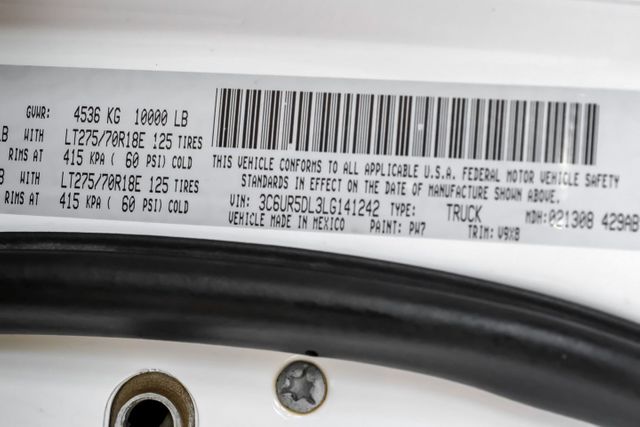 GVWR: 4536 KG 10000 LB
LB WITH LT275/70R18E 125 TIRES
RIMS AT 415 KPA ( 60 PSI) COLD
B WITH LT275/70R18E 125 TIRES
RIMS AT 415 KPA ( 60 PSI) COLD
THIS VEHICLE CONFORMS TO ALL APPLICABLE U.S.A. FEDERAL MOTOR VEHICLE SAFETY
STANDARDS IN EFFECT ON THE DATE OF MANUFACTURE SHOWN ABOVE.
VIN: 3C6UR5DL3LG141242 TYPE: TRUCK MDH:021308 429AB
VEHICLE MADE IN MEXICO PAINT: PW7 TRIM: V9X8